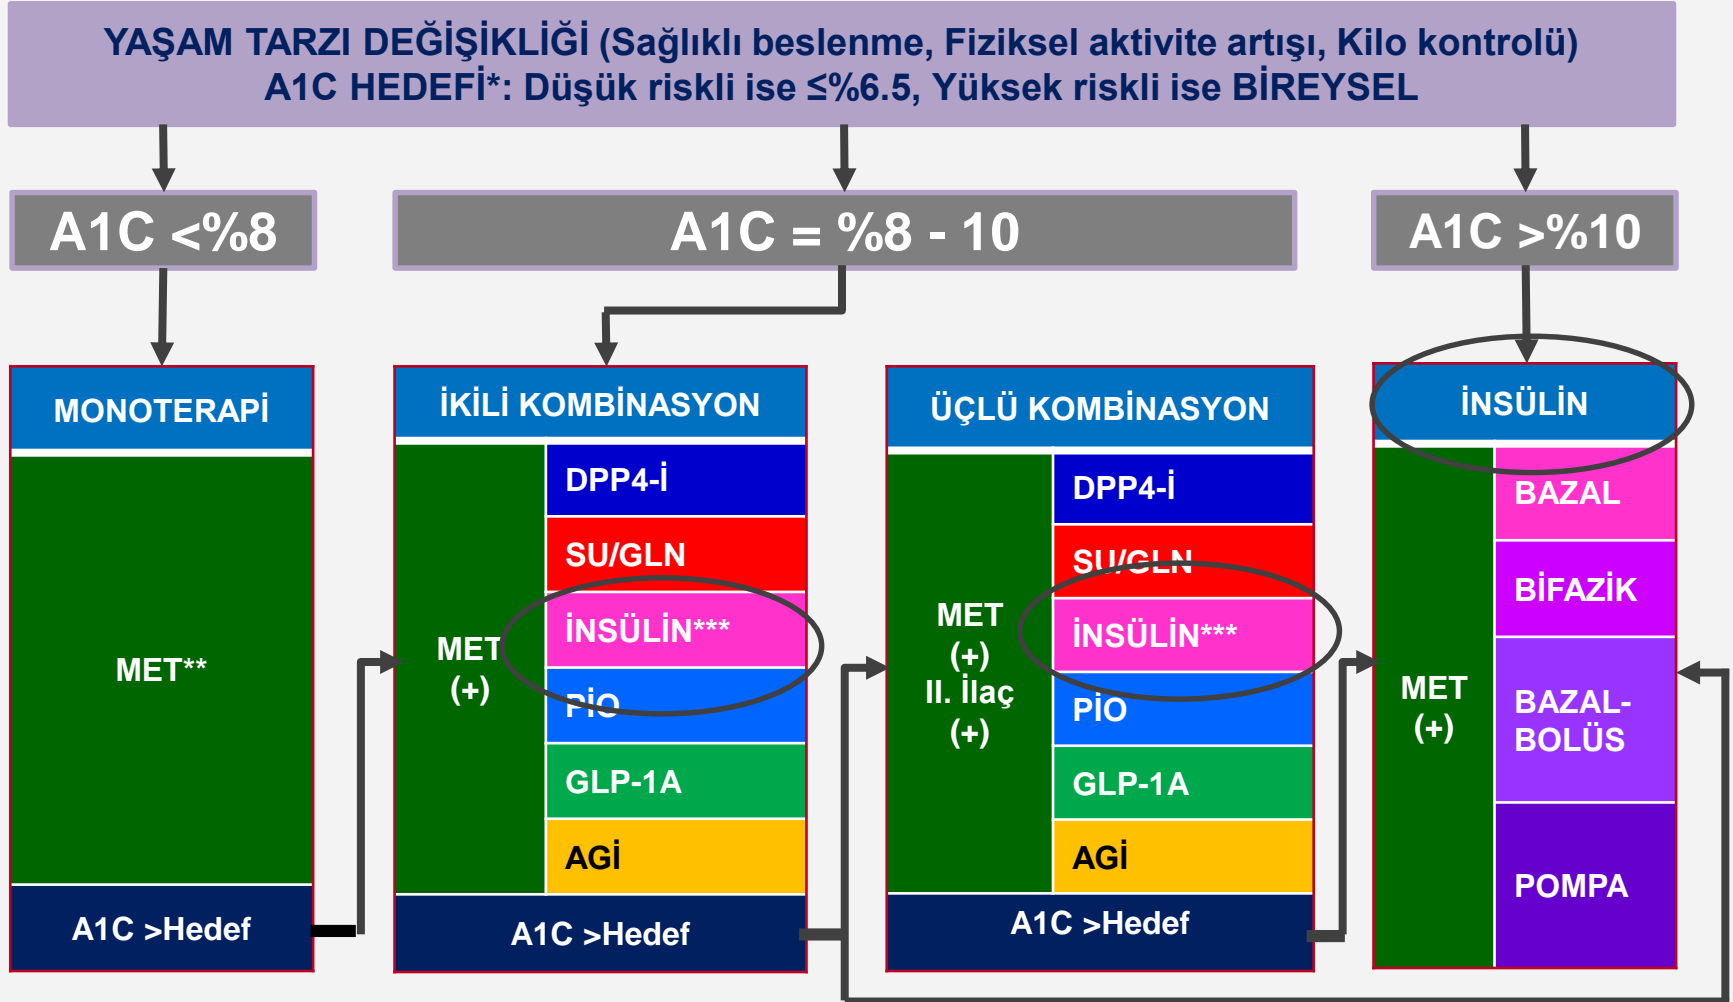 YAŞAM TARZI DEĞİŞİKLİĞİ (Sağlıklı beslenme, Fiziksel aktivite artışı, Kilo kontrolü)
A1C HEDEFİ*: Düşük riskli ise ≤%6.5, Yüksek riskli ise BİREYSEL
A1C <%8
A1C = %8 - 10
A1C >%10
MONOTERAPİ
MET**
A1C >Hedef
İKİLİ KOMBİNASYON
MET
(+)
DPP4-İ
SU/GLN
İNSÜLİN***
PİO
GLP-1A
AGİ
A1C >Hedef
ÜÇLÜ KOMBİNASYON
MET
(+)
II. İlaç
(+)
DPP4-İ
SU/GLN
İNSÜLİN***
PİO
GLP-1A
AGİ
A1C >Hedef
İNSÜLİN
MET
(+)
BAZAL
BİFAZİK
BAZAL-
BOLÜS
POMPA